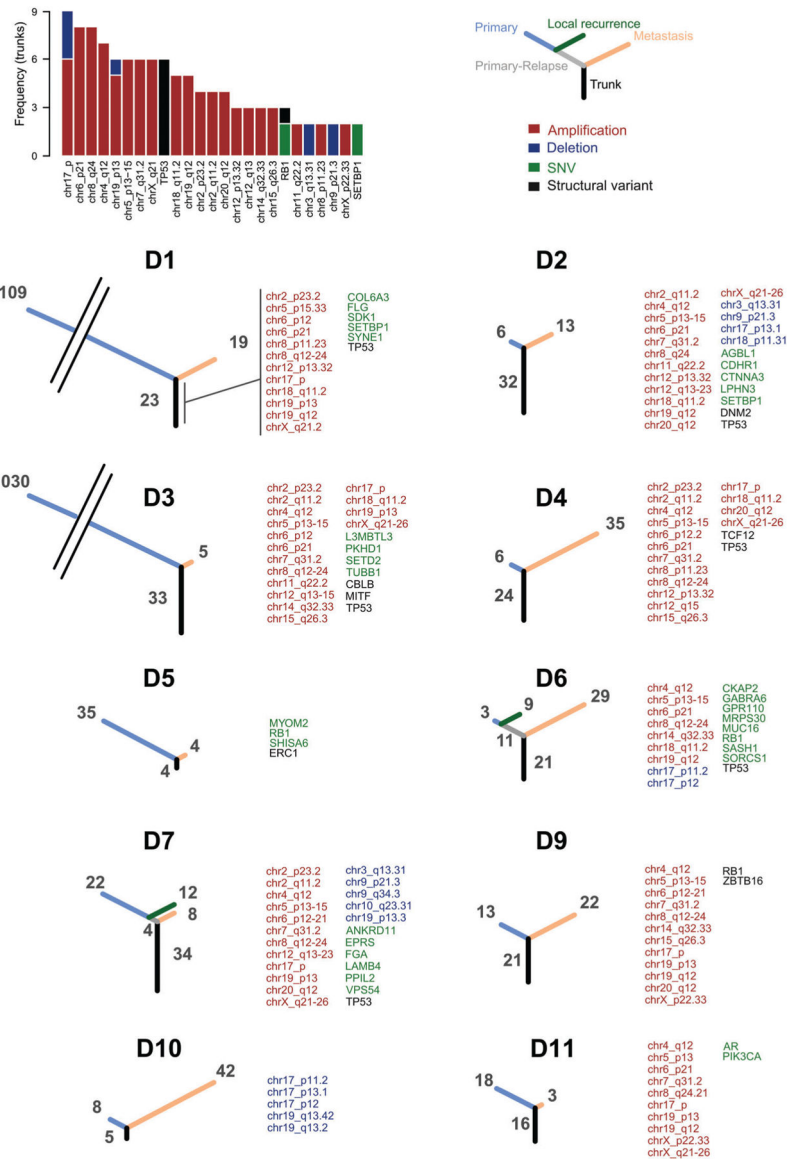 9
6
3
0
Frequency (trunks)
chr17_p
chr6_p21
chr8_q24
chr4_q12
chr19_p13
chr5_p13-15
chr7_q31.2
chrX_q21
TP53
chr18_q11.2
chr19_q12
chr2_p23.2
chr2_q11.2
chr20_q12
chr12_p13.32
chr12_q13
chr14_q32.33
chr15_q26.3
RB1
chr11_q22.2
chr3_q13.31
chr8_p11.23
chr9_p21.3
chrX_p22.33
SETBP1
Primary
Local recurrence
Metastasis
Primary-Relapse
Trunk
Amplification
Deletion
SNV
Structural variant
D1
109
19
23
chr2_p23.2
chr5_p15.33
chr6_p12
chr6_p21
chr8_p11.23
chr8_q12-24
chr12_p13.32
chr17_p
chr18_q11.2
chr19_p13
chr19_q12
chrX_q21.2
COL6A3
FLG
SDK1
SETBP1
SYNE1
TP53
D2
6
13
32
chr2_q11.2
chr4_q12
chr5_p13-15
chr6_p21
chr7_q31.2
chr8_q24
chr11_q22.2
chr12_p13.32
chr12_q13-23
chr18_q11.2
chr19_q12
chr20_q12
chrX_q21-26
chr3_q13.31
chr9_p21.3
chr17_p13.1
chr18_p11.31
AGBL1
CDHR1
CTNNA3
LPHN3
SETBP1
DNM2
TP53
D3
030
5
33
chr2_p23.2
chr2_q11.2
chr4_q12
chr5_p13-15
chr6_p12
chr6_p21
chr7_q31.2
chr8_q12-24
chr11_q22.2
chr12_q13-15
chr14_q32.33
chr15_q26.3
chr17_p
chr18_q11.2
chr19_p13
chrX_q21-26
L3MBTL3
PKHD1
SETD2
TUBB1
CBLB
MITF
TP53
D4
6
35
24
chr2_p23.2
chr2_q11.2
chr4_q12
chr5_p13-15
chr6_p12.2
chr6_p21
chr7_q31.2
chr8_p11.23
chr8_q12-24
chr12_p13.32
chr12_q15
chr15_q26.3
chr17_p
chr18_q11.2
chr20_q12
chrX_q21-26
TCF12
TP53
D5
35
4
4
MYOM2
RB1
SHISA6
ERC1
D6
3
9
29
11
21
chr4_q12
chr5_p13-15
chr6_p21
chr8_q12-24
chr14_q32.33
chr18_q11.2
chr19_q12
chr17_p11.2
chr17_p12
CKAP2
GABRA6
GPR110
MRPS30
MUC16
RB1
SASH1
SORCS1
TP53
D7
22
12
8
4
34
chr2_p23.2
chr2_q11.2
chr4_q12
chr5_p13-15
chr6_p12-21
chr7_q31.2
chr8_q12-24
chr12_q13-23
chr17_p
chr19_p13
chr20_q12
chrX_q21-26
chr3_q13.31
chr9_p21.3
chr9_q34.3
chr10_q23.31
chr19_p13.3
ANKRD11
EPRS
FGA
LAMB4
PPIL2
VPS54
TP53
D9
13
22
21
chr4_q12
chr5_p13-15
chr6_p12-21
chr7_q31.2
chr8_q12-24
chr14_q32.33
chr15_q26.3
chr17_p
chr19_p13
chr19_q12
chr20_q12
chrX_p22.33
RB1
ZBTB16
D10
8
42
5
chr17_p11.2
chr17_p13.1
chr17_p12
chr19_q13.42
chr19_q13.2
D11
18
3
16
chr4_q12
chr5_p13
chr6_p21
chr7_q31.2
chr8_q24.21
chr17_p
chr19_p13
chr19_q12
chrX_p22.33
chrX_q21-26
AR
PIK3CA